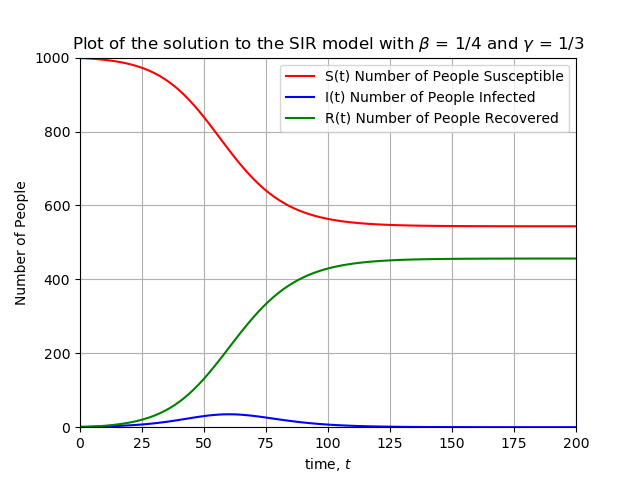 Plot of the solution to the SIR model with β = 1/4 and γ = 1/3
S(t) Number of People Susceptible
I(t) Number of People Infected
R(t) Number of People Recovered
Number of People
1000
800
600
400
200
0
0 25 50 75 100 125 150 175 200
time, t